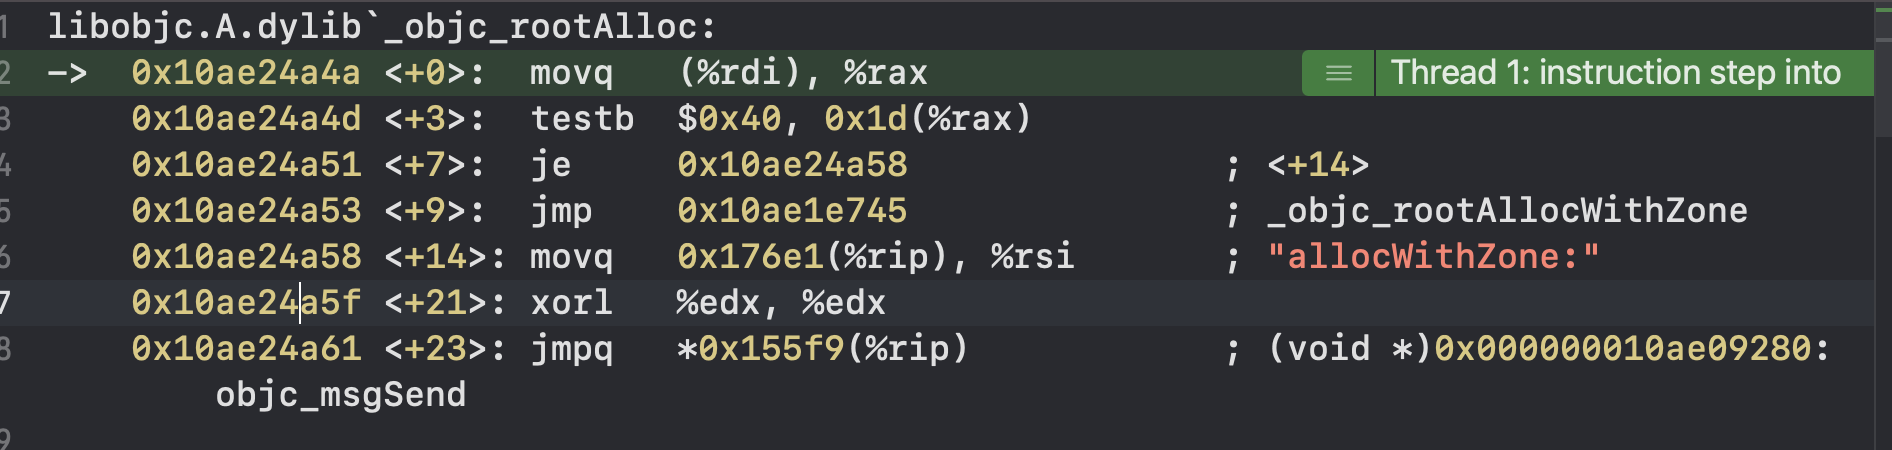 1 libobjc.A.dylib`_objc_rootAlloc:
2 -> 0x10ae24a4a <+0>: movq (%rdi), %rax Thread 1: instruction step into
3 0x10ae24a4d <+3>: testb $0x40, 0x1d(%rax)
4 0x10ae24a51 <+7>: je 0x10ae24a58 ; <+14>
5 0x10ae24a53 <+9>: jmp 0x10ae1e745 ; _objc_rootAllocWithZone
6 0x10ae24a58 <+14>: movq 0x176e1(%rip), %rsi ; "allocWithZone:"
7 0x10ae24a5f <+21>: xorl %edx, %edx
8 0x10ae24a61 <+23>: jmpq *0x155f9(%rip) ; (void *)0x000000010ae09280:
objc_msgSend
9